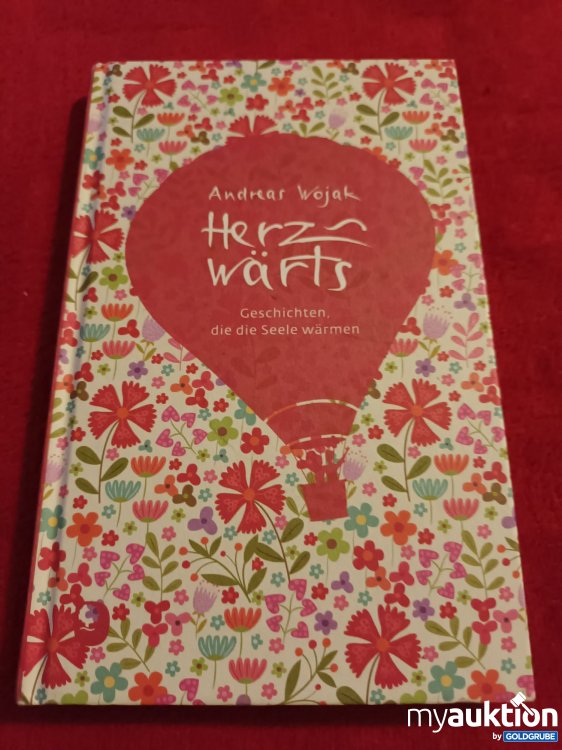 Andreas Wojak
Herz~
wärts
Geschichten,
die die Seele wärmen
myauktion
by GOLDGRUBE